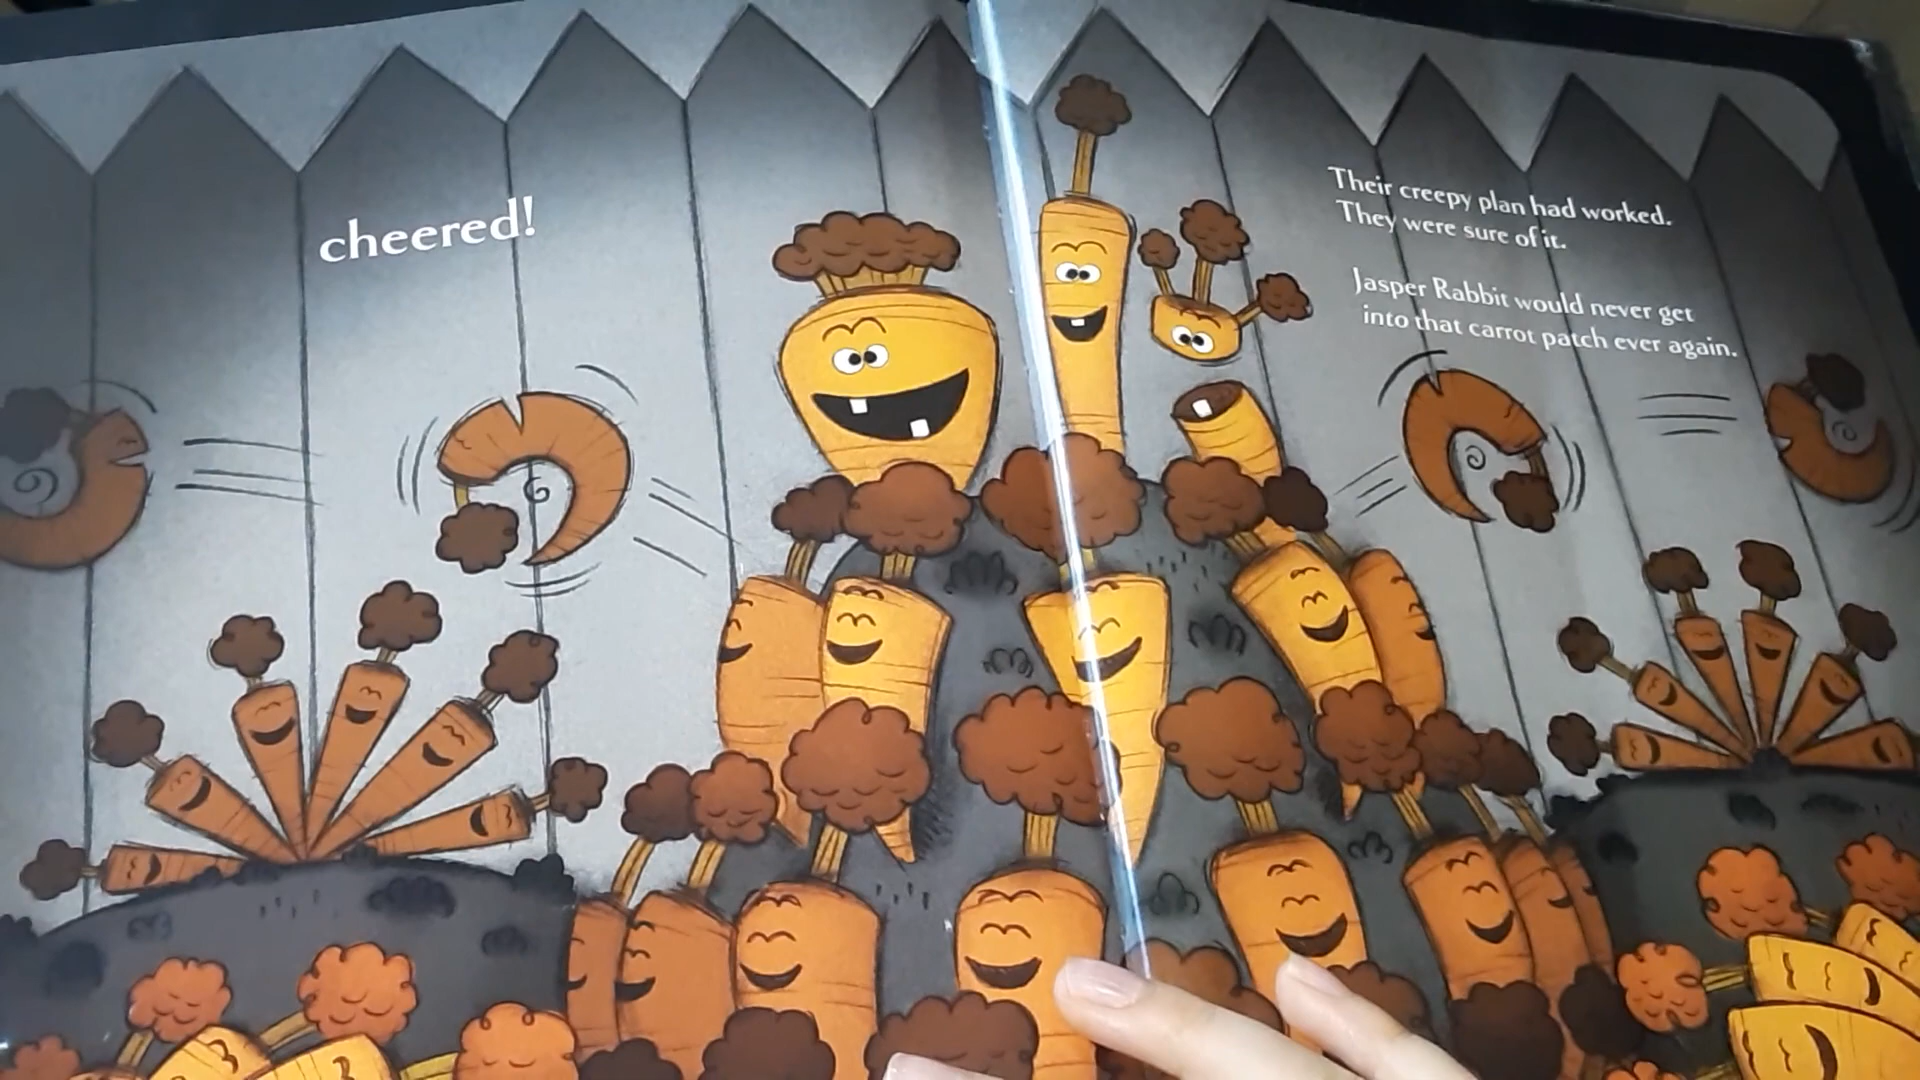 cheered!
Their creepy plan had worked.
They were sure of it.
Jasper Rabbit would never get
into that carrot patch ever again.